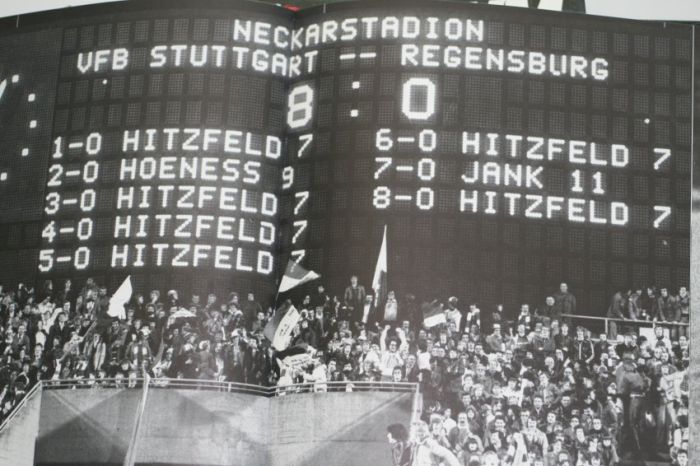 NECKARSTADION
VFB STUTTGART -- REGENSBURG
8 : 0
1-0 HITZFELD 7
2-0 HOENESS 9
3-0 HITZFELD 7
4-0 HITZFELD 7
5-0 HITZFELD 7
6-0 HITZFELD 7
7-0 JANK 11
8-0 HITZFELD 7